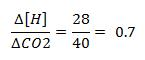 Δ[H] / ΔCO2 = 28 / 40 = 0.7